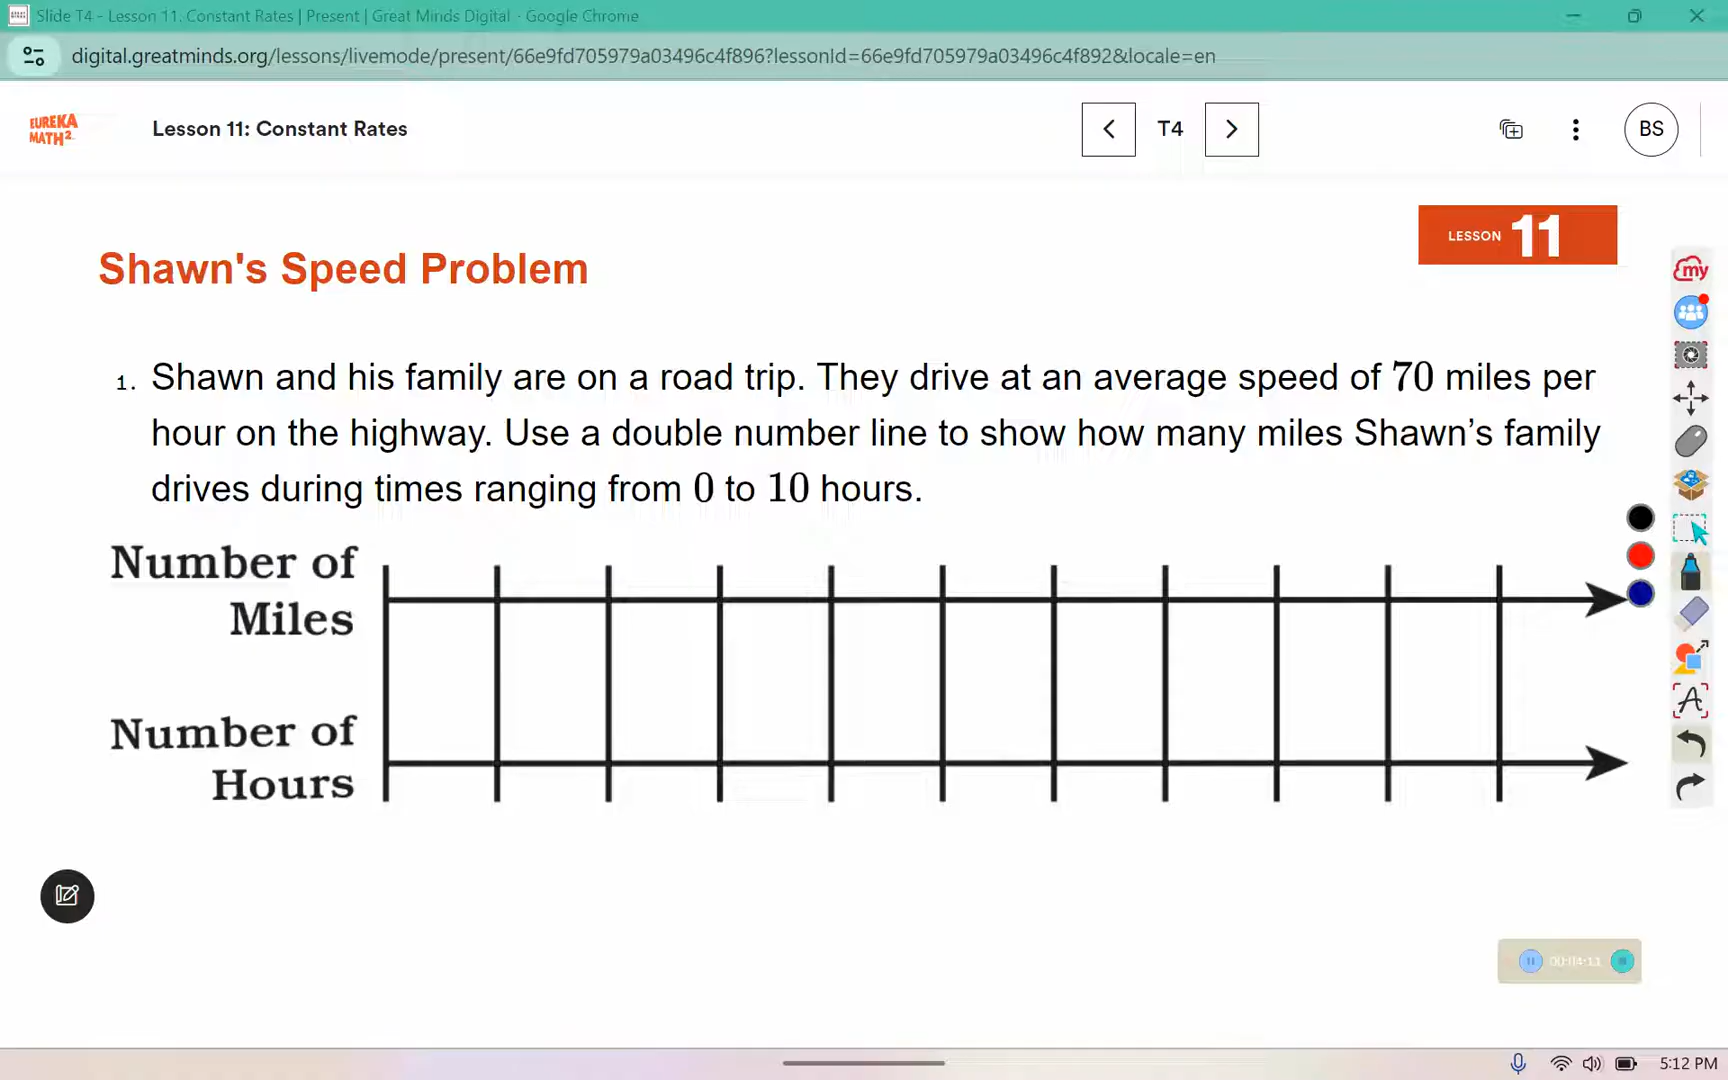 Slide T4 - Lesson 11. Constant Rates | Present | Great Minds Digital - Google Chrome
digital.greatminds.org/lessons/livemode/present/66e9fd705979a03496c4f896?lessonId=66e9fd705979a03496c4f892&locale=en
EUREKA
MATH²
Lesson 11: Constant Rates
T4
BS
LESSON 11
my
Shawn's Speed Problem
1. Shawn and his family are on a road trip. They drive at an average speed of 70 miles per
hour on the highway. Use a double number line to show how many miles Shawn’s family
drives during times ranging from 0 to 10 hours.
Number of
Miles
Number of
Hours
A
00:04:11
5:12 PM